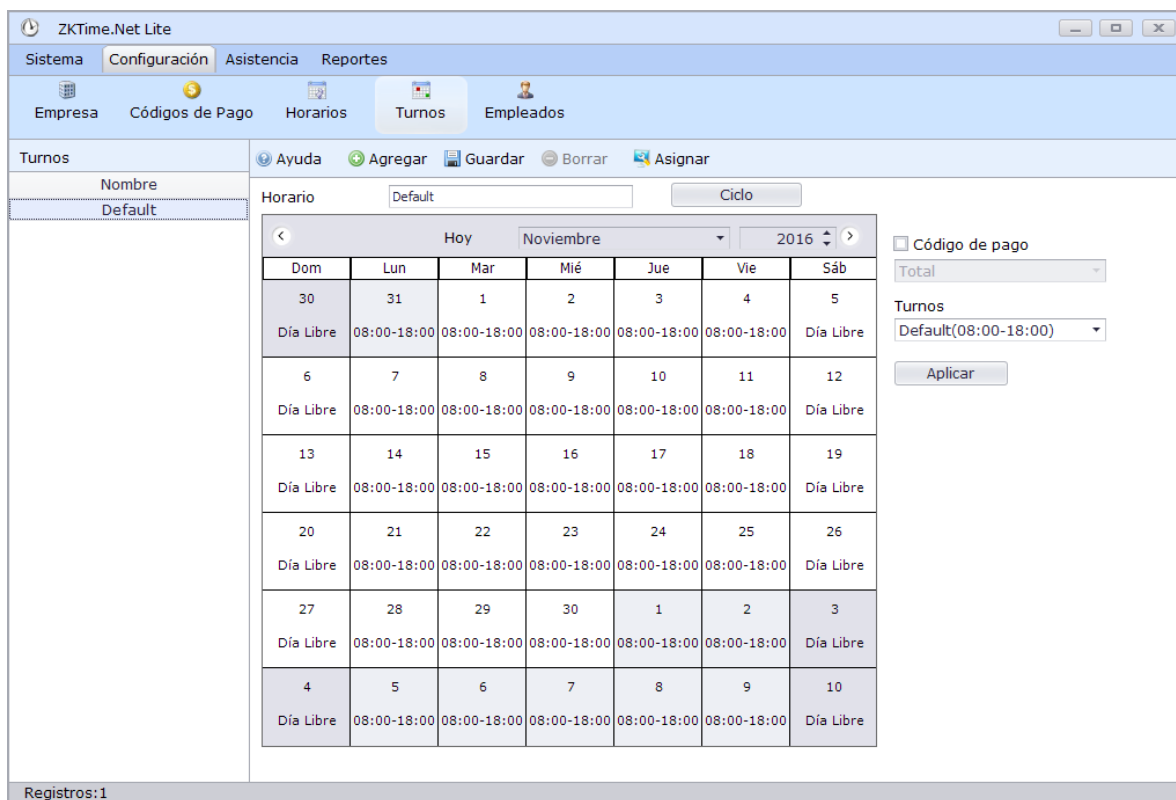 ZKTime.Net Lite
Sistema Configuración Asistencia Reportes
Empresa Códigos de Pago Horarios Turnos Empleados
Turnos
Nombre
Default
Ayuda Agregar Guardar Borrar Asignar
Horario Default Ciclo
Hoy Noviembre 2016
Dom Lun Mar Mié Jue Vie Sáb
30 31 1 2 3 4 5
Día Libre 08:00-18:00 08:00-18:00 08:00-18:00 08:00-18:00 08:00-18:00 Día Libre
6 7 8 9 10 11 12
Día Libre 08:00-18:00 08:00-18:00 08:00-18:00 08:00-18:00 08:00-18:00 Día Libre
13 14 15 16 17 18 19
Día Libre 08:00-18:00 08:00-18:00 08:00-18:00 08:00-18:00 08:00-18:00 Día Libre
20 21 22 23 24 25 26
Día Libre 08:00-18:00 08:00-18:00 08:00-18:00 08:00-18:00 08:00-18:00 Día Libre
27 28 29 30 1 2 3
Día Libre 08:00-18:00 08:00-18:00 08:00-18:00 08:00-18:00 08:00-18:00 Día Libre
4 5 6 7 8 9 10
Día Libre 08:00-18:00 08:00-18:00 08:00-18:00 08:00-18:00 08:00-18:00 Día Libre
Código de pago
Total
Turnos
Default(08:00-18:00)
Aplicar
Registros:1